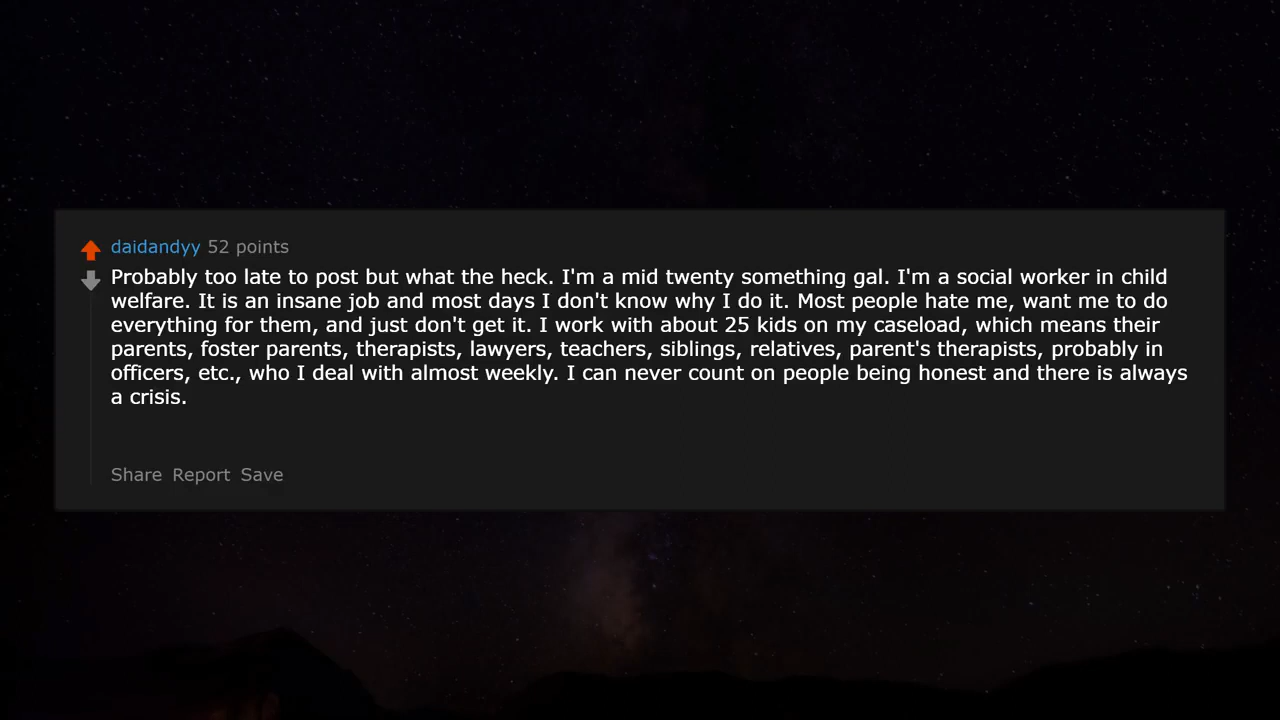 daidandyy 52 points
Probably too late to post but what the heck. I'm a mid twenty something gal. I'm a social worker in child
welfare. It is an insane job and most days I don't know why I do it. Most people hate me, want me to do
everything for them, and just don't get it. I work with about 25 kids on my caseload, which means their
parents, foster parents, therapists, lawyers, teachers, siblings, relatives, parent's therapists, probably in
officers, etc., who I deal with almost weekly. I can never count on people being honest and there is always
a crisis.
Share Report Save